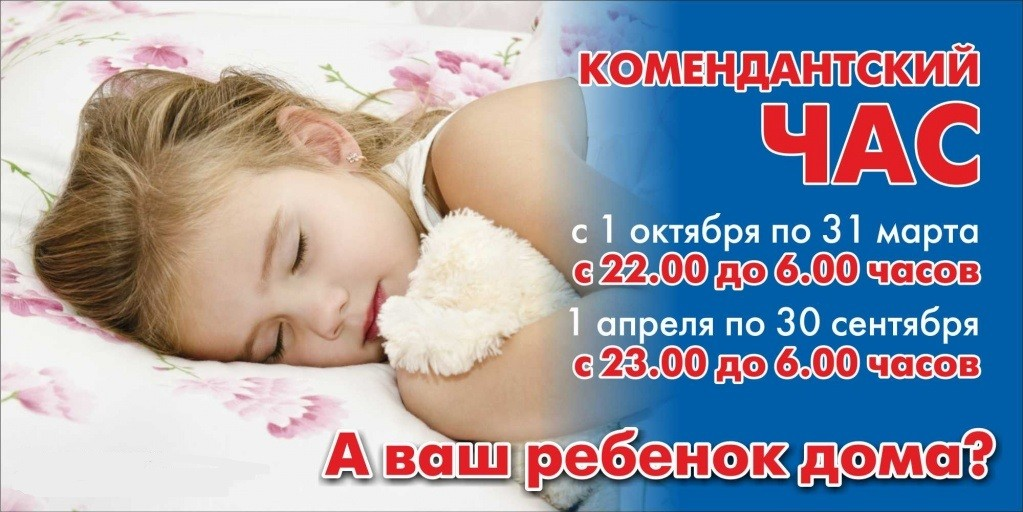 КОМЕНДАНТСКИЙ
ЧАС
с 1 октября по 31 марта
с 22.00 до 6.00 часов
1 апреля по 30 сентября
с 23.00 до 6.00 часов
А ваш ребенок дома?